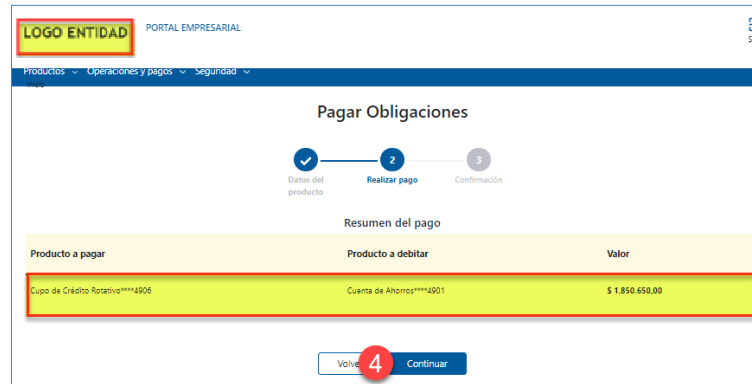 LOGO ENTIDAD PORTAL EMPRESARIAL
Productos Operaciones y pagos Seguridad
Inicio
Pagar Obligaciones
2 3
Datos del producto Realizar pago Confirmación
Resumen del pago
Producto a pagar Producto a debitar Valor
Cupo de Crédito Rotativo****4906 Cuenta de Ahorros****4901 $ 1.850.650,00
4 Continuar